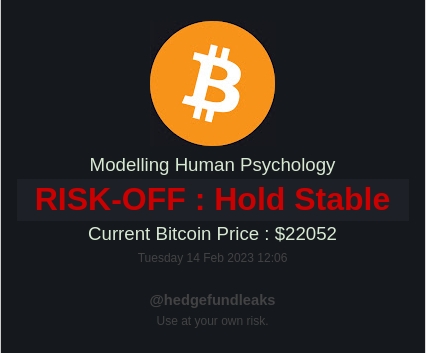 Modelling Human Psychology
RISK-OFF : Hold Stable
Current Bitcoin Price : $22052
Tuesday 14 Feb 2023 12:06
@hedgefundleaks
Use at your own risk.